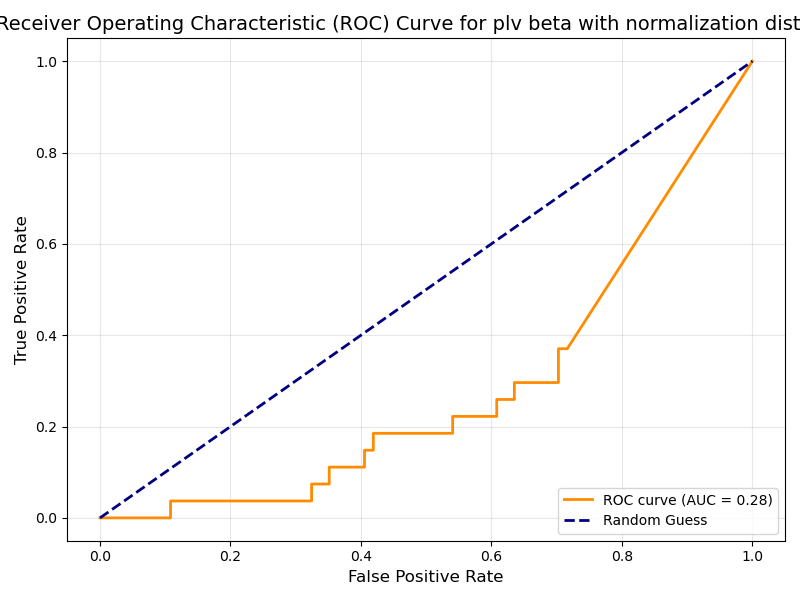 Receiver Operating Characteristic (ROC) Curve for plv beta with normalization dist
True Positive Rate
1.0
0.8
0.6
0.4
0.2
0.0
0.0 0.2 0.4 0.6 0.8 1.0
False Positive Rate
ROC curve (AUC = 0.28)
Random Guess